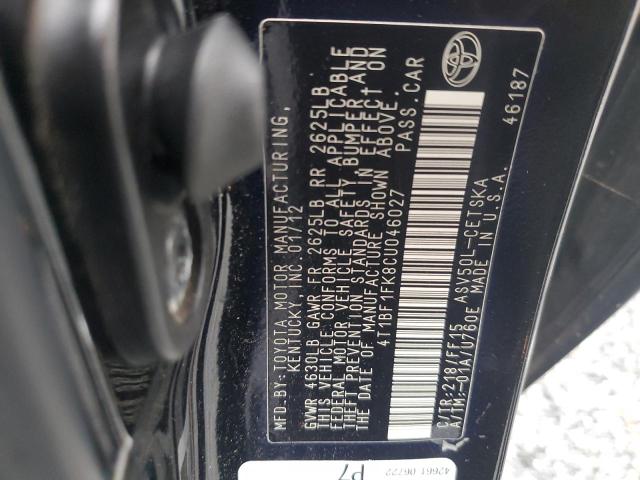 MFD.BY:TOYOTA MOTOR MANUFACTURING,
KENTUCKY, INC. 01/12
GVWR 4630LB GAWR FR 2625LB RR 2625LB
THIS VEHICLE CONFORMS TO ALL APPLICABLE
FEDERAL MOTOR VEHICLE SAFETY, BUMPER, AND
THEFT PREVENTION STANDARDS IN EFFECT ON
THE DATE OF MANUFACTURE SHOWN ABOVE.
4T1BF1FK8CU046027 PASS.CAR
C/TR:218/FF15 ASV50L-CETSKA
A/TM:-01A/U760E MADE IN U.S.A.
46187
42661 06722
P7